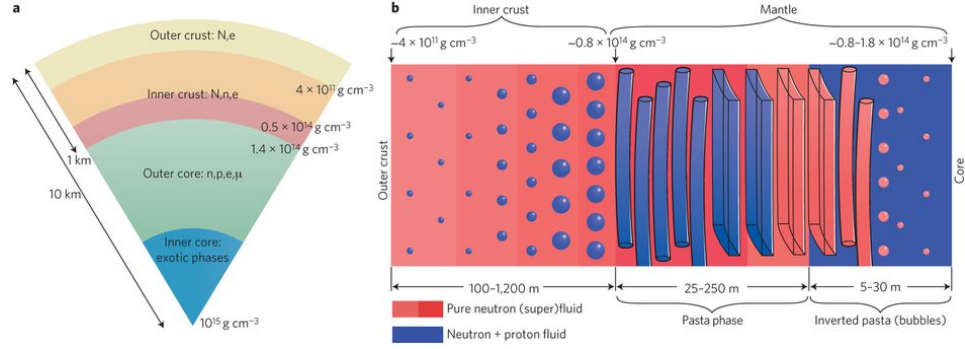 a
Outer crust: N,e
4 × 10¹¹ g cm⁻³
Inner crust: N,n,e
0.5 × 10¹⁴ g cm⁻³
1.4 × 10¹⁴ g cm⁻³
1 km
10 km
Outer core: n,p,e,μ
Inner core:
exotic phases
10¹⁵ g cm⁻³
b
Inner crust
Mantle
~4 × 10¹¹ g cm⁻³
~0.8 × 10¹⁴ g cm⁻³
~0.8–1.8 × 10¹⁴ g cm⁻³
Outer crust
Core
100–1,200 m
25–250 m
5–30 m
Pure neutron (super)fluid
Neutron + proton fluid
Pasta phase
Inverted pasta (bubbles)